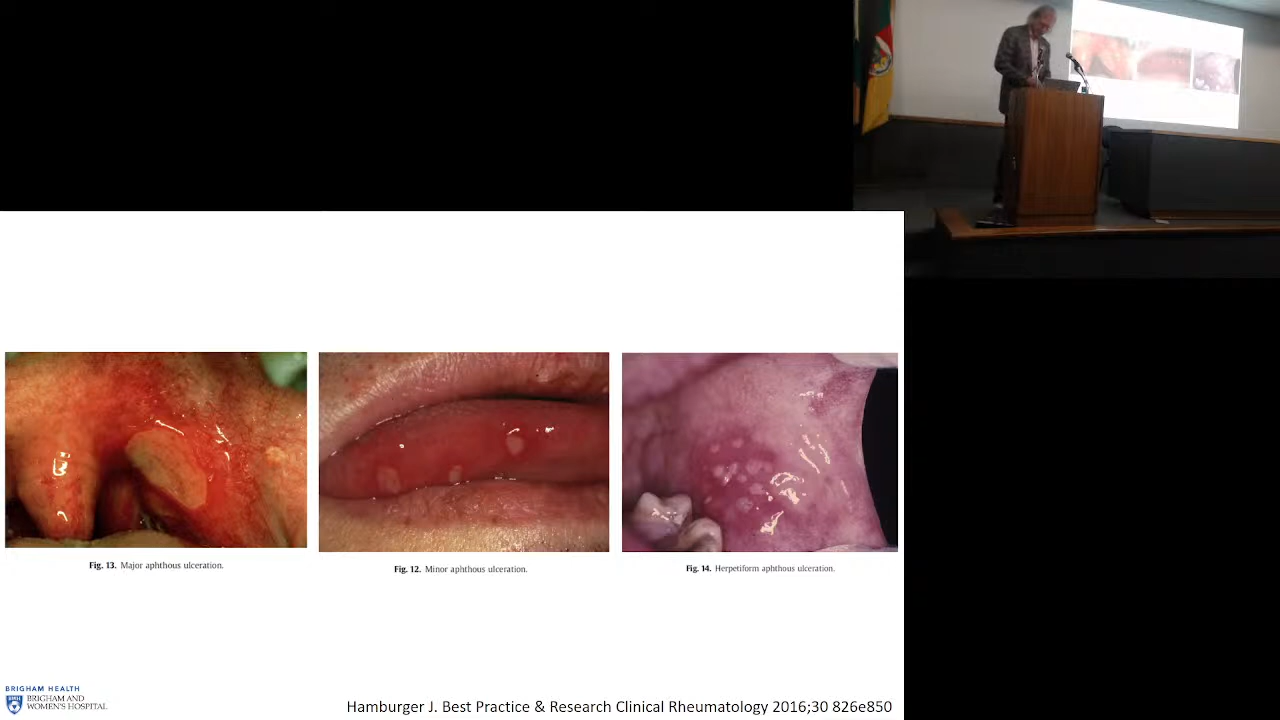 Fig. 13. Major aphthous ulceration.
Fig. 12. Minor aphthous ulceration.
Fig. 14. Herpetiform aphthous ulceration.
BRIGHAM HEALTH
BRIGHAM AND
WOMEN'S HOSPITAL
Hamburger J. Best Practice & Research Clinical Rheumatology 2016;30 826e850